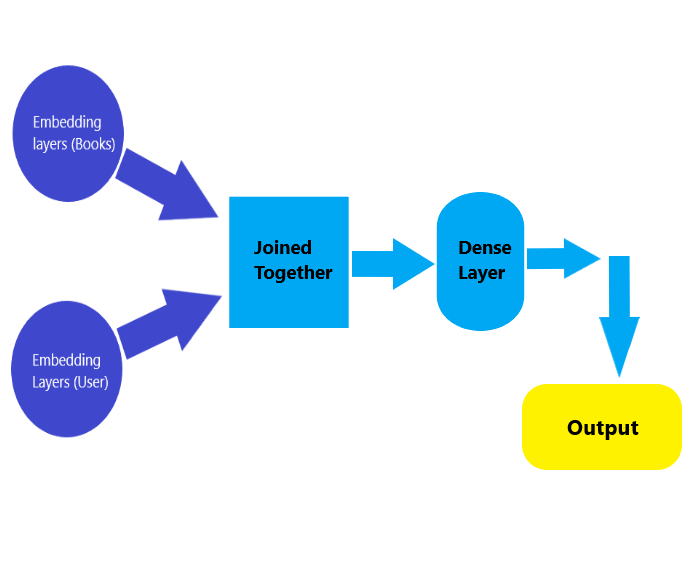 Embedding
layers (Books)
Joined
Together
Dense
Layer
Embedding
Layers (User)
Output